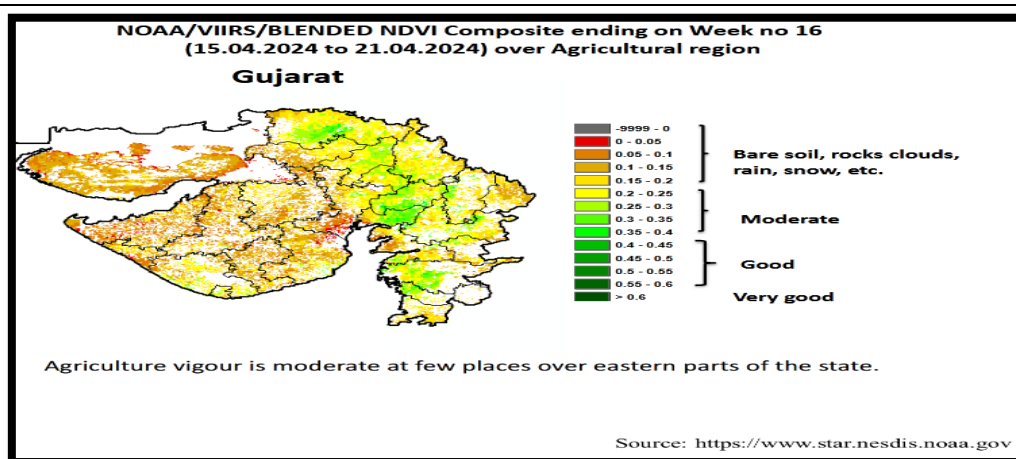 NOAA/VIIRS/BLENDED NDVI Composite ending on Week no 16
(15.04.2024 to 21.04.2024) over Agricultural region
Gujarat
-9999 - 0
0 - 0.05
0.05 - 0.1
0.1 - 0.15
0.15 - 0.2
0.2 - 0.25
0.25 - 0.3
0.3 - 0.35
0.35 - 0.4
0.4 - 0.45
0.45 - 0.5
0.5 - 0.55
0.55 - 0.6
> 0.6
Bare soil, rocks clouds,
rain, snow, etc.
Moderate
Good
Very good
Agriculture vigour is moderate at few places over eastern parts of the state.
Source: https://www.star.nesdis.noaa.gov